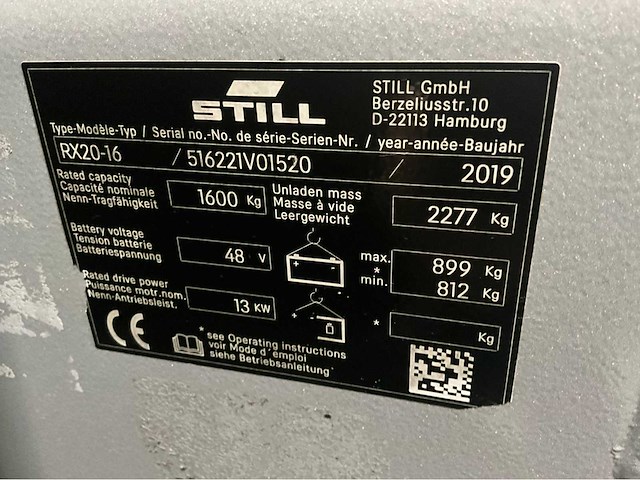 STILL
STILL GmbH
Berzeliusstr.10
D-22113 Hamburg
Type-Modèle-Typ / Serial no.-No. de série-Serien-Nr. / year-année-Baujahr
RX20-16 / 516221V01520 / 2019
Rated capacity
Capacité nominale
Nenn-Tragfähigkeit
1600 Kg
Unladen mass
Masse à vide
Leergewicht
2277 Kg
Battery voltage
Tension batterie
Batteriespannung
48 V
max. 899 Kg
*
min. 812 Kg
Rated drive power
Puissance motr.nom.
Nenn-Antriebsleist.
13 KW
* Kg
CE
* see Operating instructions
voir Mode d'emploi
siehe Betriebsanleitung